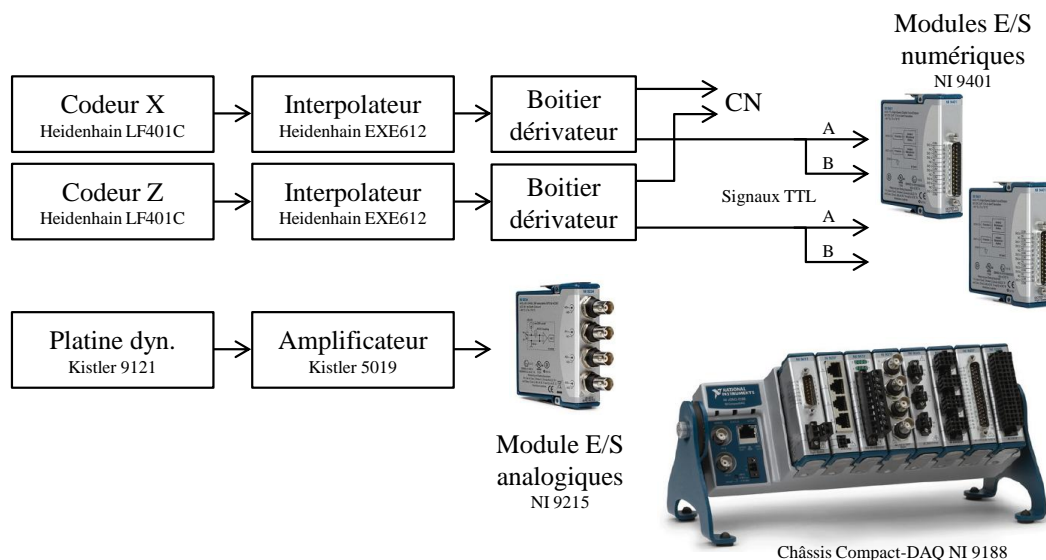 Modules E/S
numériques
NI 9401
Codeur X
Heidenhain LF401C
Interpolateur
Heidenhain EXE612
Boitier
dérivateur
CN
A
B
Codeur Z
Heidenhain LF401C
Interpolateur
Heidenhain EXE612
Boitier
dérivateur
Signaux TTL
A
B
Platine dyn.
Kistler 9121
Amplificateur
Kistler 5019
Module E/S
analogiques
NI 9215
NATIONAL
INSTRUMENTS
Châssis Compact-DAQ NI 9188